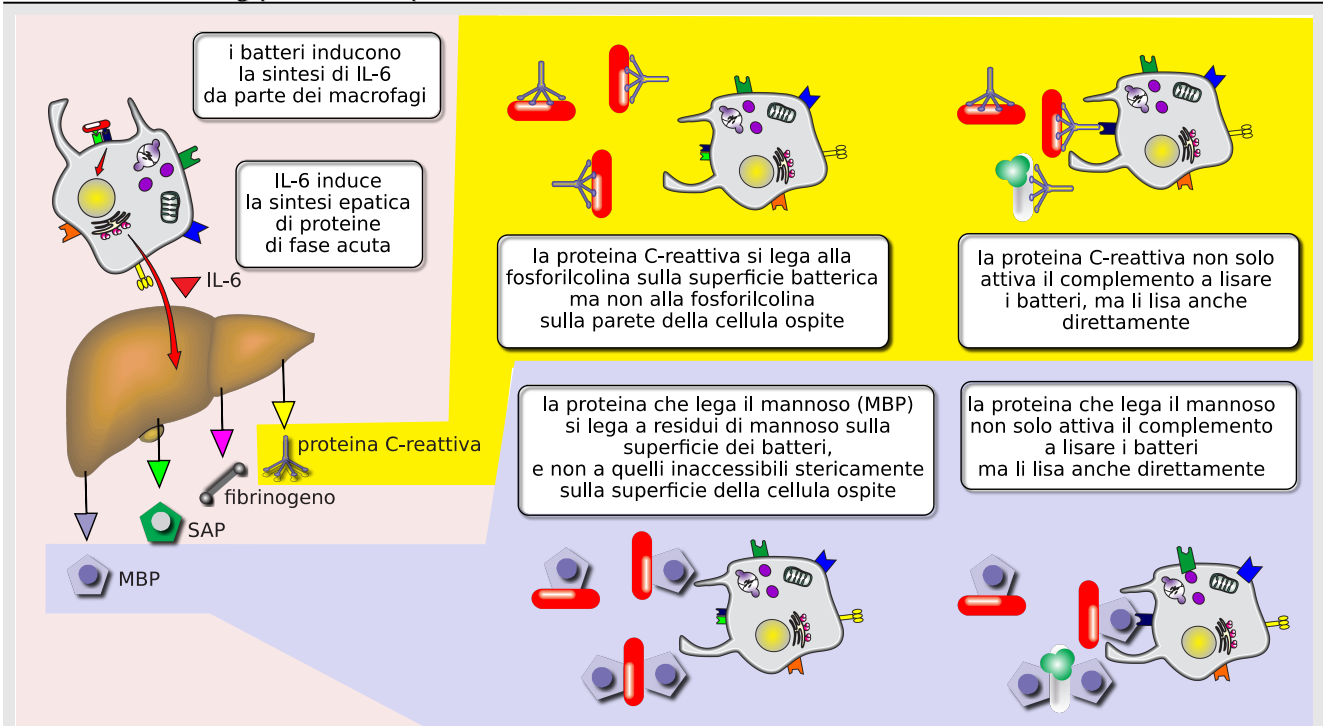 i batteri inducono
la sintesi di IL-6
da parte dei macrofagi
IL-6 induce
la sintesi epatica
di proteine
di fase acuta
IL-6
proteina C-reattiva
fibrinogeno
SAP
MBP
la proteina C-reattiva si lega alla
fosforilcolina sulla superficie batterica
ma non alla fosforilcolina
sulla parete della cellula ospite
la proteina C-reattiva non solo
attiva il complemento a lisare
i batteri, ma li lisa anche
direttamente
la proteina che lega il mannoso (MBP)
si lega a residui di mannoso sulla
superficie dei batteri,
e non a quelli inaccessibili stericamente
sulla superficie della cellula ospite
la proteina che lega il mannoso
non solo attiva il complemento
a lisare i batteri
ma li lisa anche direttamente